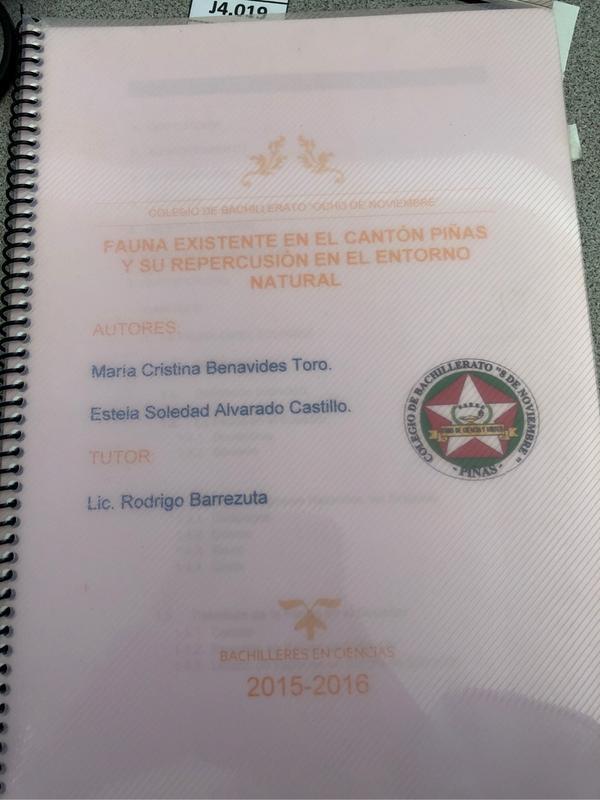 J4.019
COLEGIO DE BACHILLERATO "OCHO DE NOVIEMBRE"
FAUNA EXISTENTE EN EL CANTÓN PIÑAS
Y SU REPERCUSIÓN EN EL ENTORNO
NATURAL
AUTORES:
María Cristina Benavides Toro.
Estela Soledad Alvarado Castillo.
COLEGIO DE BACHILLERATO "8 DE NOVIEMBRE"
- PIÑAS -
TUTOR:
Lic. Rodrigo Barrezuta
BACHILLERES EN CIENCIAS
2015-2016